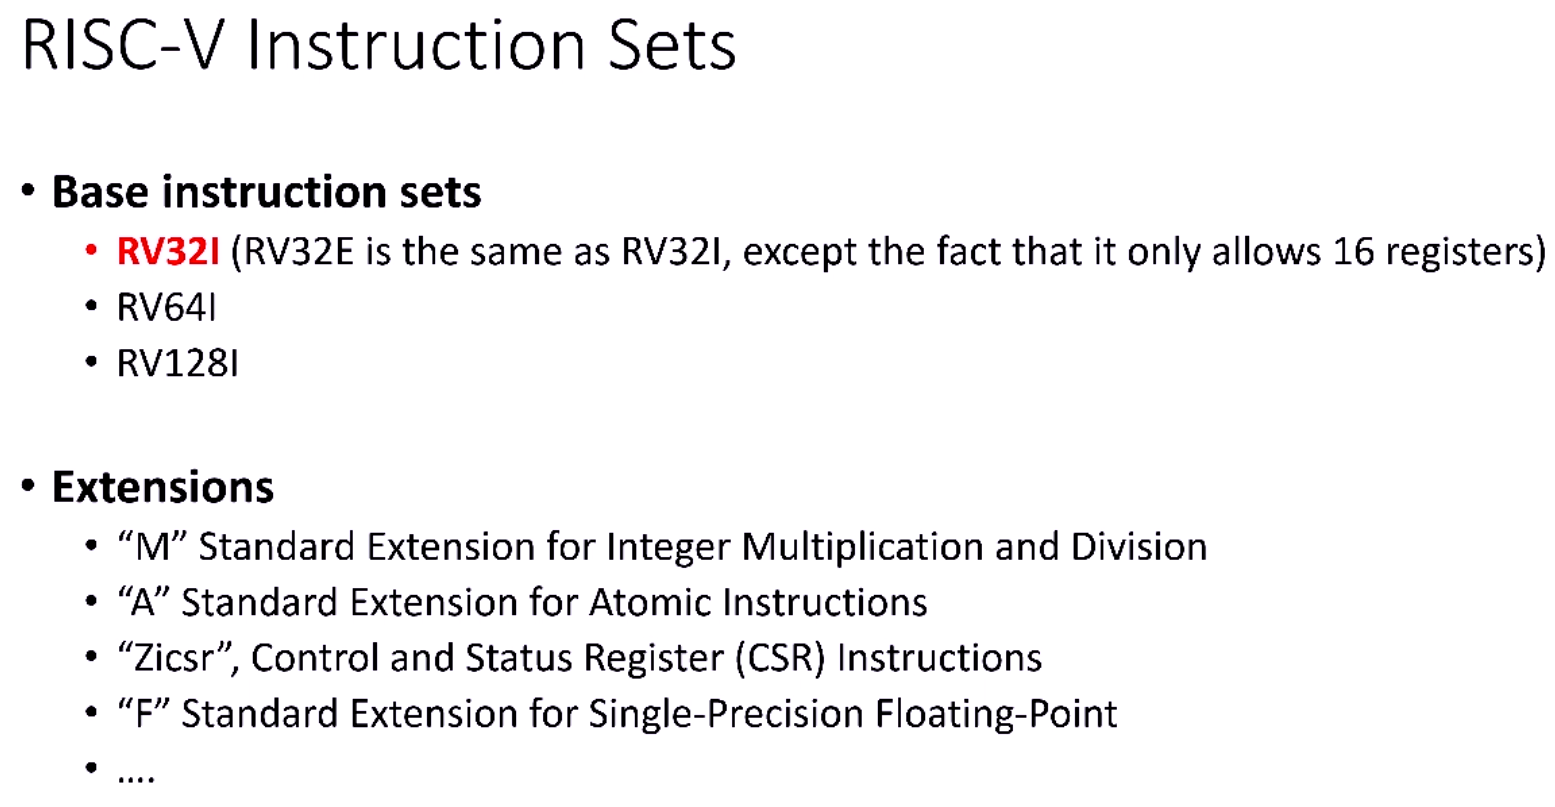 RISC-V Instruction Sets
• Base instruction sets
• RV32I (RV32E is the same as RV32I, except the fact that it only allows 16 registers)
• RV64I
• RV128I
• Extensions
• “M” Standard Extension for Integer Multiplication and Division
• “A” Standard Extension for Atomic Instructions
• “Zicsr”, Control and Status Register (CSR) Instructions
• “F” Standard Extension for Single-Precision Floating-Point
• ....